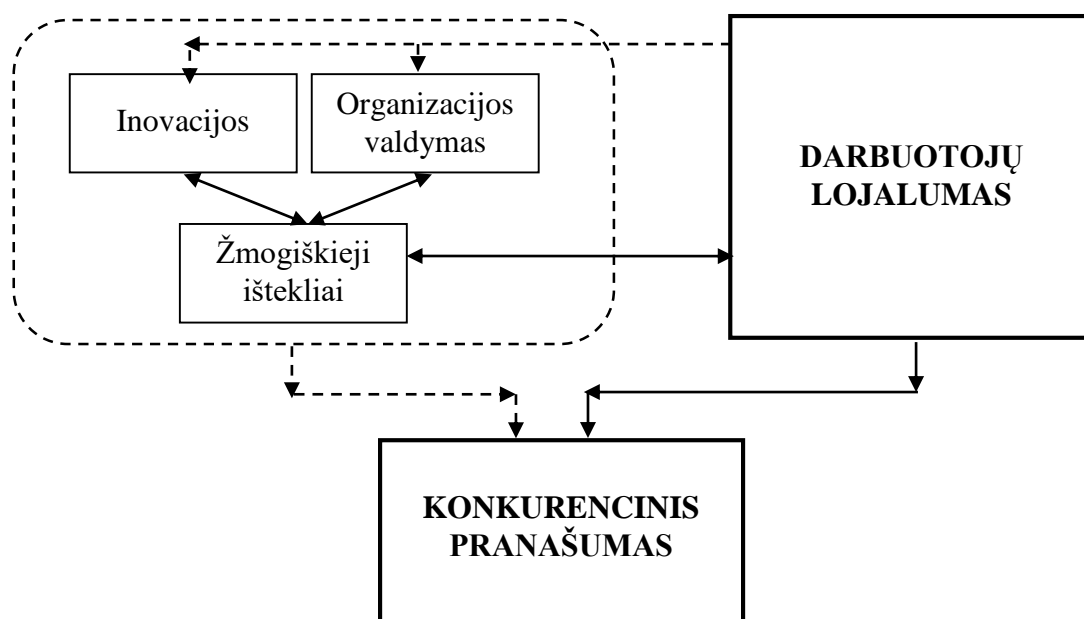 Inovacijos
Organizacijos
valdymas
DARBUOTOJŲ
LOJALUMAS
Žmogiškieji
ištekliai
KONKURENCINIS
PRANAŠUMAS